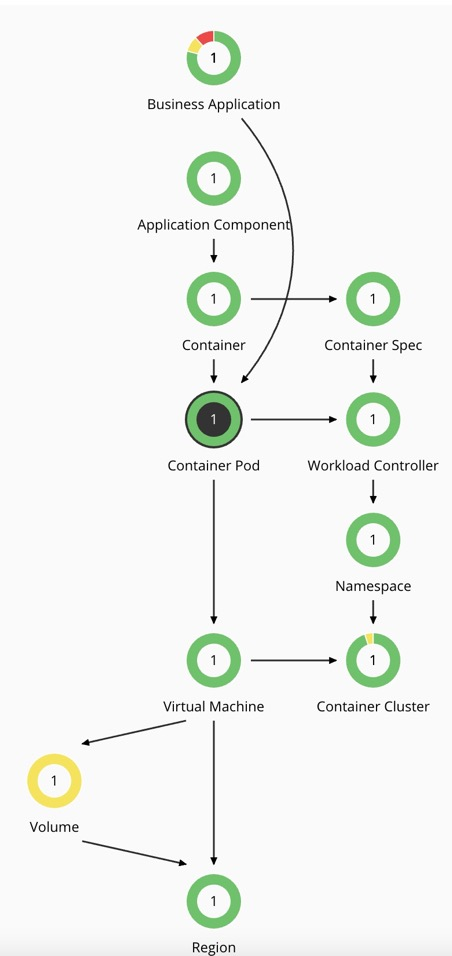 1
Business Application
1
Application Component
1
Container
1
Container Spec
1
Container Pod
1
Workload Controller
1
Namespace
1
Virtual Machine
1
Container Cluster
1
Volume
1
Region